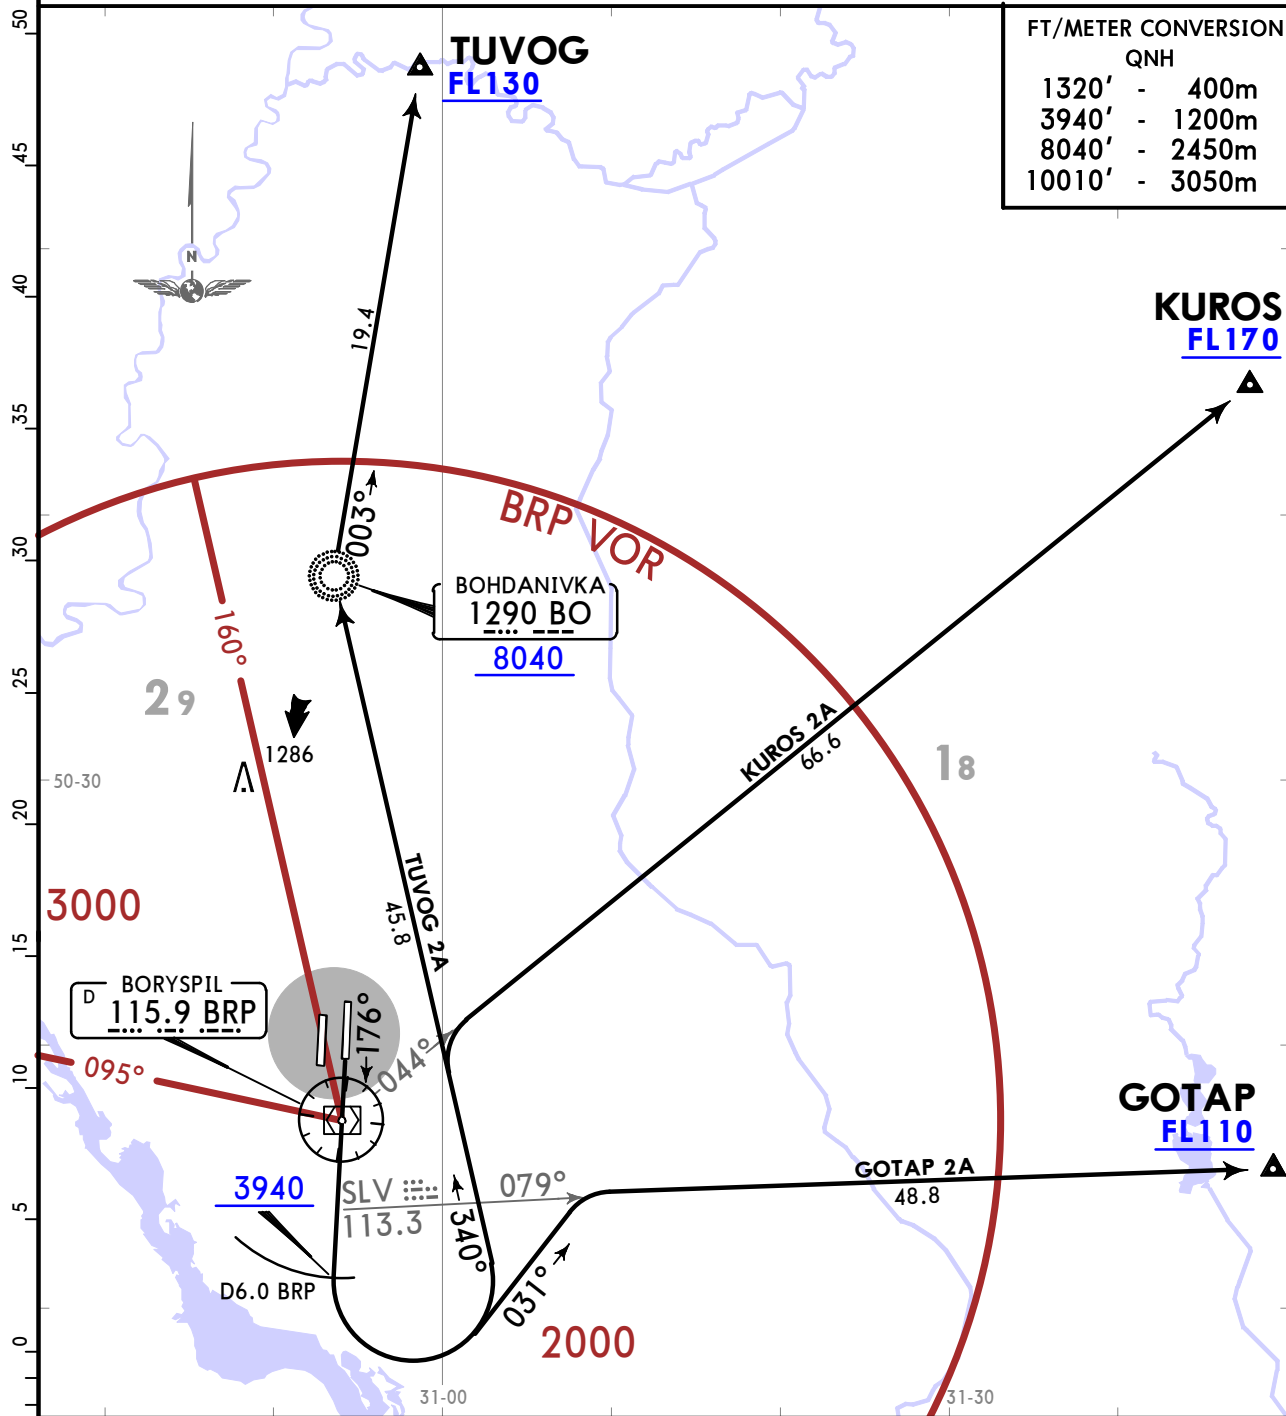 50
45
40
35
30
25
20
15
10
5
0
TUVOG
FL130
FT/METER CONVERSION
QNH
1320' - 400m
3940' - 1200m
8040' - 2450m
10010' - 3050m
N
19.4
KUROS
FL170
BRP VOR
003°
BOHDANIVKA
1290 BO
8040
160°
29
1286
50-30
KUROS 2A
66.6
18
TUVOG 2A
45.8
3000
D BORYSPIL
115.9 BRP
176°
044°
095°
GOTAP
FL110
GOTAP 2A
48.8
3940
SLV 079°
113.3
340°
D6.0 BRP
031°
2000
31-00
31-30